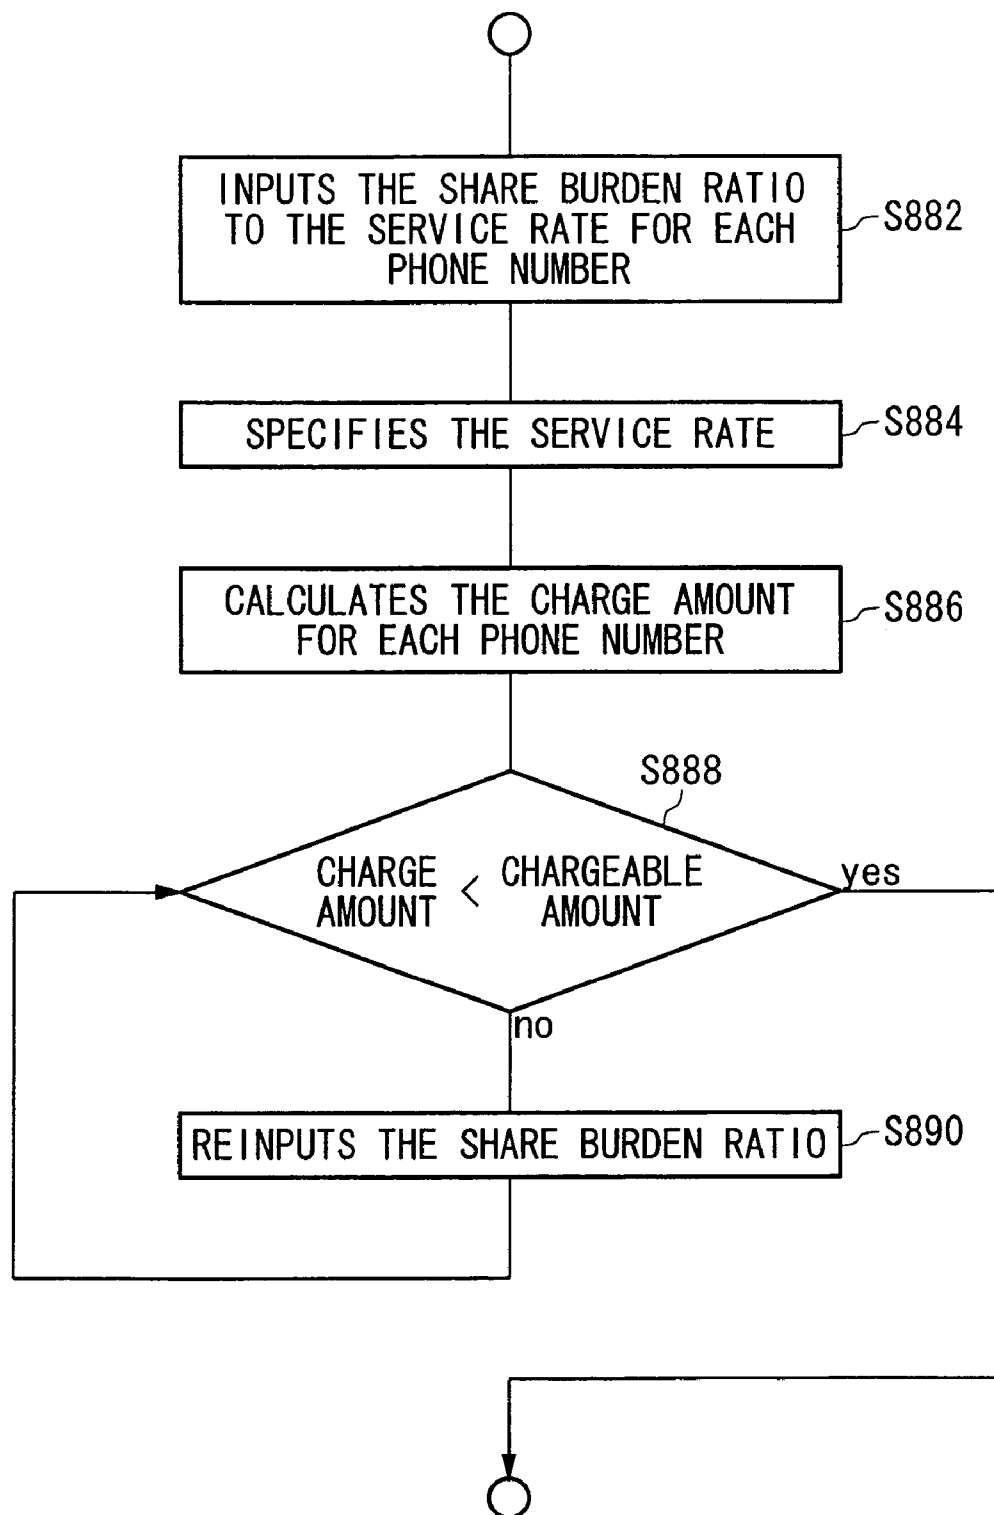 INPUTS THE SHARE BURDEN RATIO
TO THE SERVICE RATE FOR EACH
PHONE NUMBER
S882
SPECIFIES THE SERVICE RATE
S884
CALCULATES THE CHARGE AMOUNT
FOR EACH PHONE NUMBER
S886
S888
CHARGE
AMOUNT
<
CHARGEABLE
AMOUNT
yes
no
REINPUTS THE SHARE BURDEN RATIO
S890